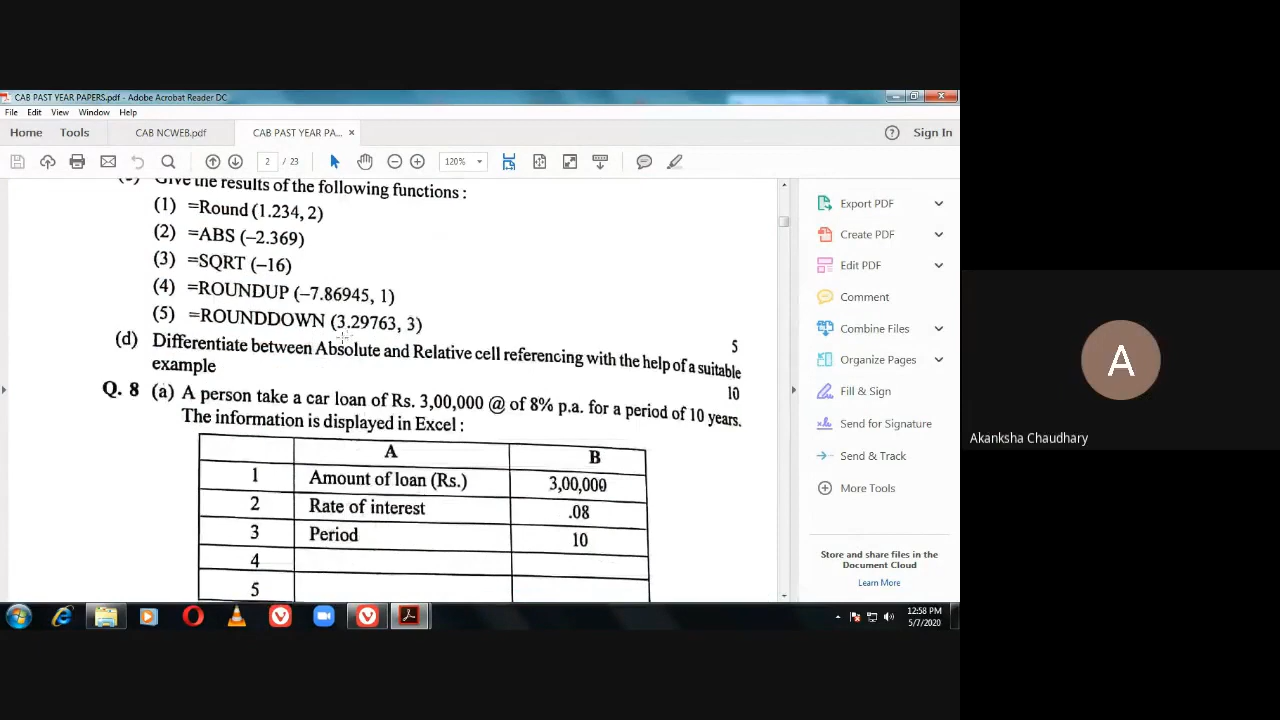 CAB PAST YEAR PAPERS.pdf - Adobe Acrobat Reader DC
File Edit View Window Help
Home Tools CAB NCWEB.pdf CAB PAST YEAR PA... × Sign In
2 / 23 120%
Give the results of the following functions :
(1) =Round (1.234, 2)
(2) =ABS (–2.369)
(3) =SQRT (–16)
(4) =ROUNDUP (–7.86945, 1)
(5) =ROUNDDOWN (3.29763, 3)
5
(d) Differentiate between Absolute and Relative cell referencing with the help of a suitable
example
10
Q. 8 (a) A person take a car loan of Rs. 3,00,000 @ of 8% p.a. for a period of 10 years.
The information is displayed in Excel :
A B
1 Amount of loan (Rs.) 3,00,000
2 Rate of interest .08
3 Period 10
4
5
Export PDF
Create PDF
Edit PDF
Comment
Combine Files
Organize Pages
Fill & Sign
Send for Signature
Send & Track
More Tools
Store and share files in the
Document Cloud
Learn More
12:58 PM
5/7/2020
A
Akanksha Chaudhary